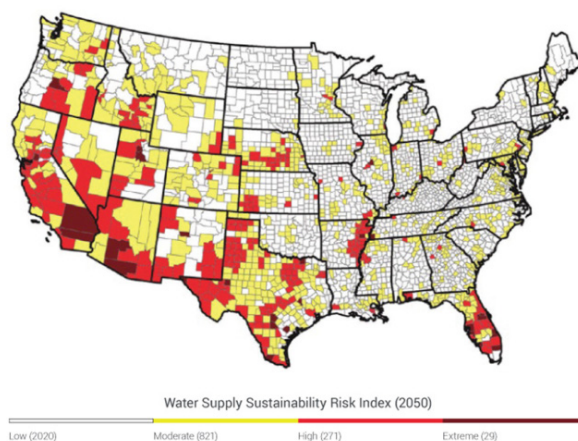 Water Supply Sustainability Risk Index (2050)
Low (2020) Moderate (821) High (271) Extreme (29)